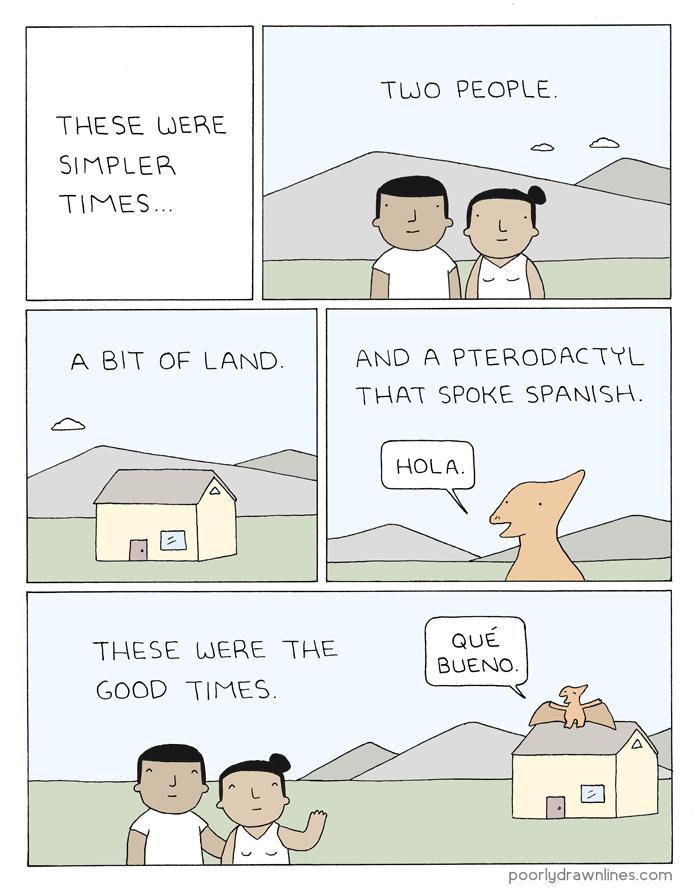 THESE WERE
SIMPLER
TIMES...
TWO PEOPLE.
A BIT OF LAND.
AND A PTERODACTYL
THAT SPOKE SPANISH.
HOLA.
THESE WERE THE
GOOD TIMES.
QUÉ
BUENO.
poorlydrawnlines.com